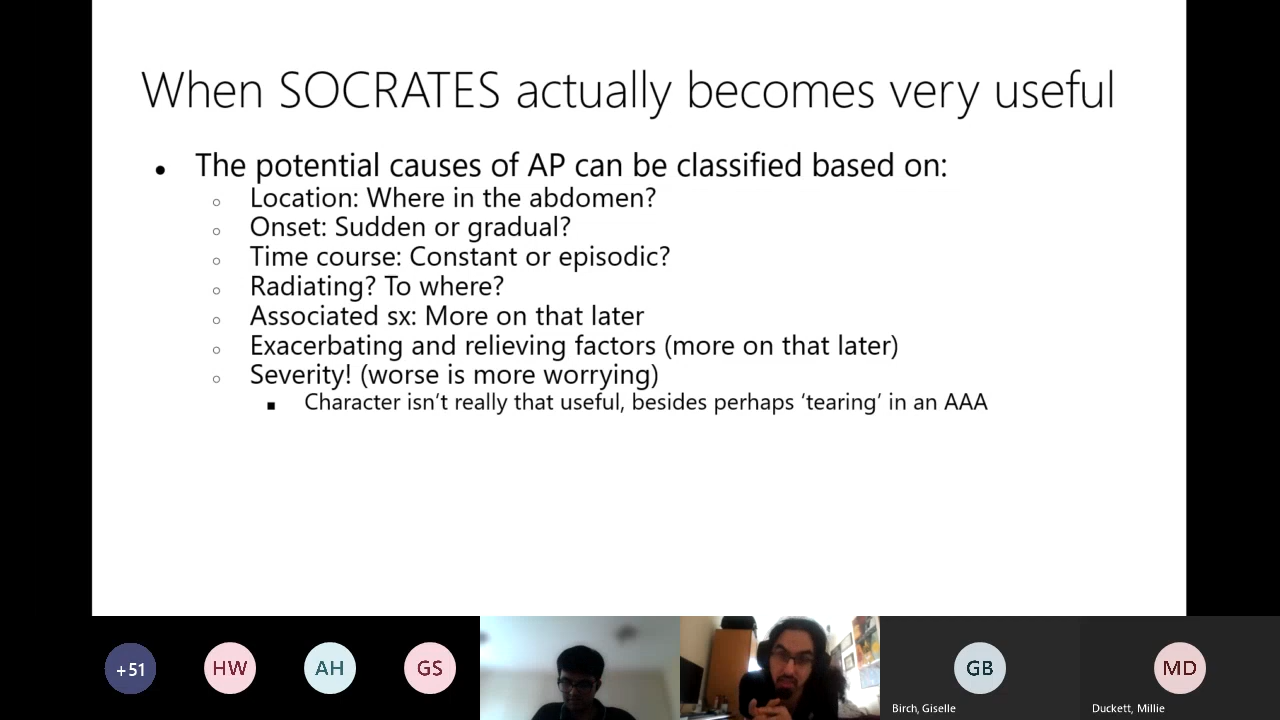 When SOCRATES actually becomes very useful
• The potential causes of AP can be classified based on:
○ Location: Where in the abdomen?
○ Onset: Sudden or gradual?
○ Time course: Constant or episodic?
○ Radiating? To where?
○ Associated sx: More on that later
○ Exacerbating and relieving factors (more on that later)
○ Severity! (worse is more worrying)
■ Character isn’t really that useful, besides perhaps ‘tearing’ in an AAA
+51
HW
AH
GS
GB
MD
Birch, Giselle
Duckett, Millie